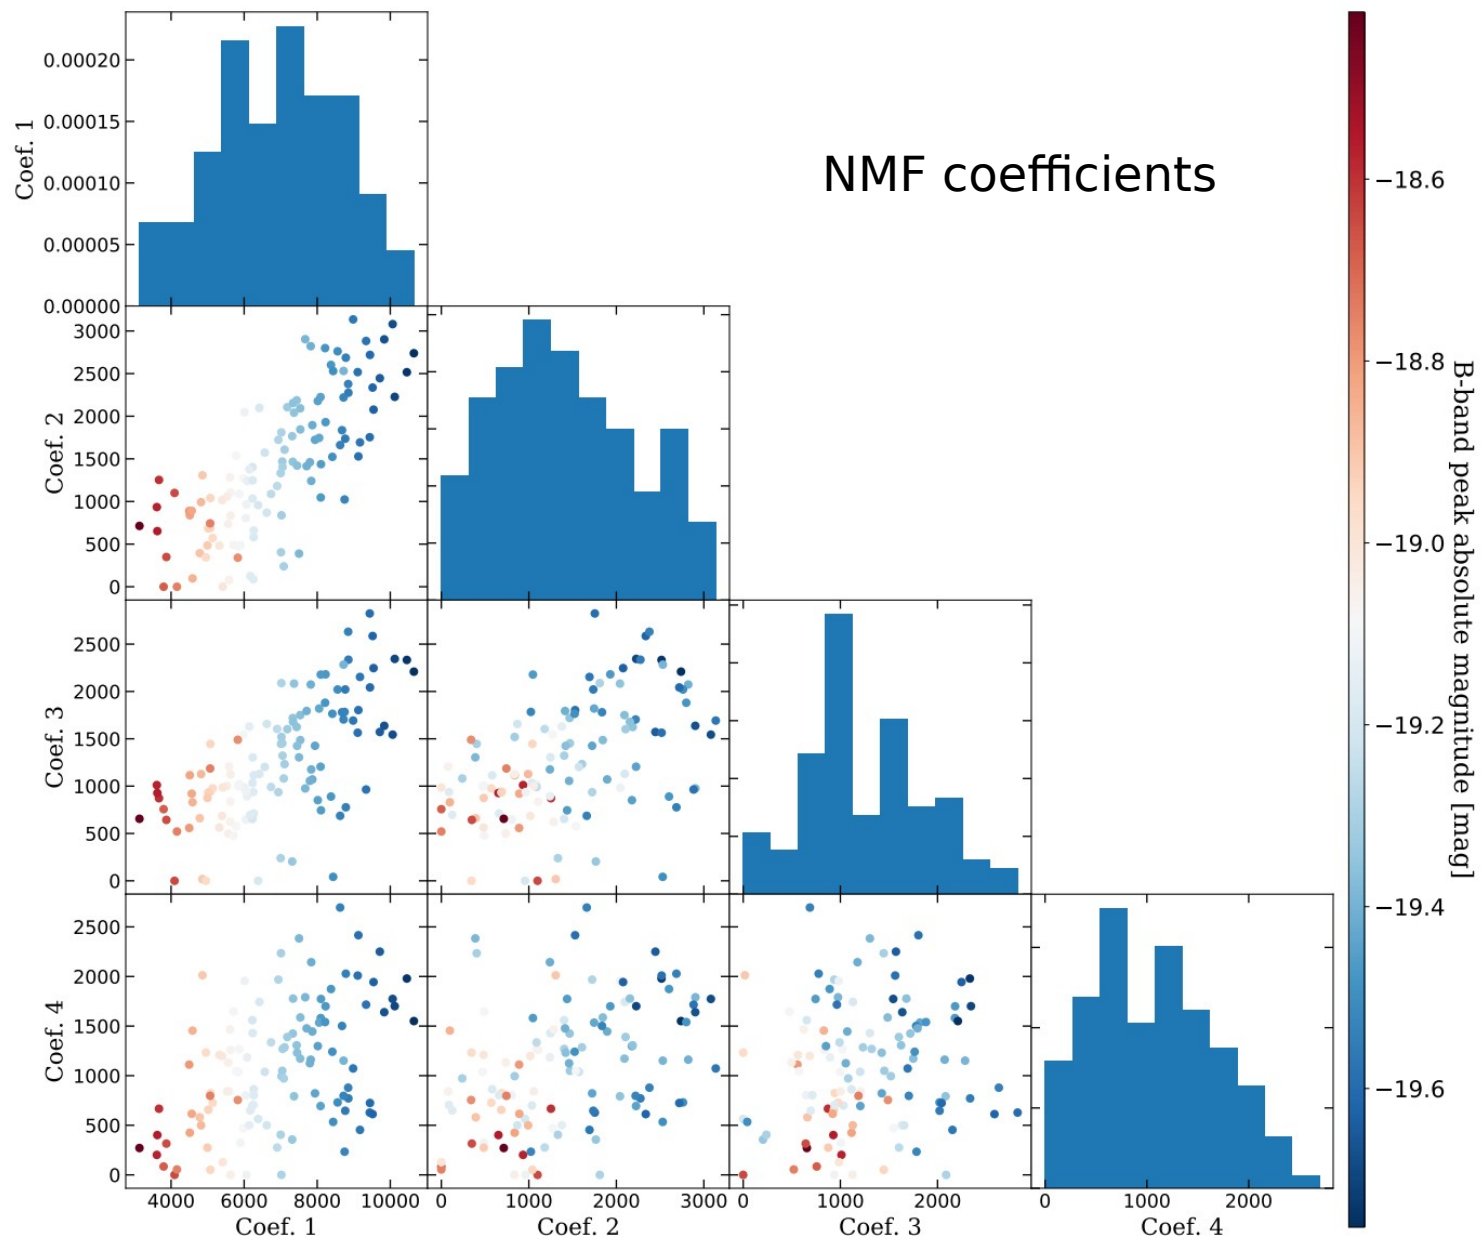 NMF coefficients
Coef. 1
0.00020
0.00015
0.00010
0.00005
0.00000
Coef. 2
3000
2500
2000
1500
1000
500
0
Coef. 3
2500
2000
1500
1000
500
0
Coef. 4
2500
2000
1500
1000
500
0
4000 6000 8000 10000
0 1000 2000 3000
0 1000 2000
0 1000 2000
Coef. 1 Coef. 2 Coef. 3 Coef. 4
−18.6
−18.8
−19.0
−19.2
−19.4
−19.6
B-band peak absolute magnitude [mag]